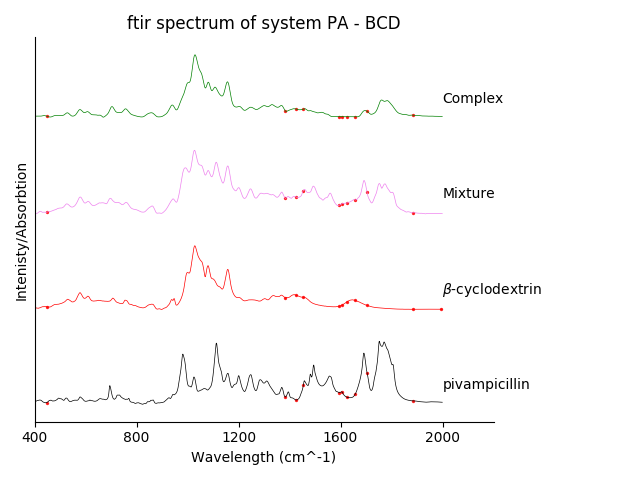 ftir spectrum of system PA - BCD
Complex
Mixture
β-cyclodextrin
pivampicillin
Intenisty/Absorbtion
400 800 1200 1600 2000
Wavelength (cm^-1)